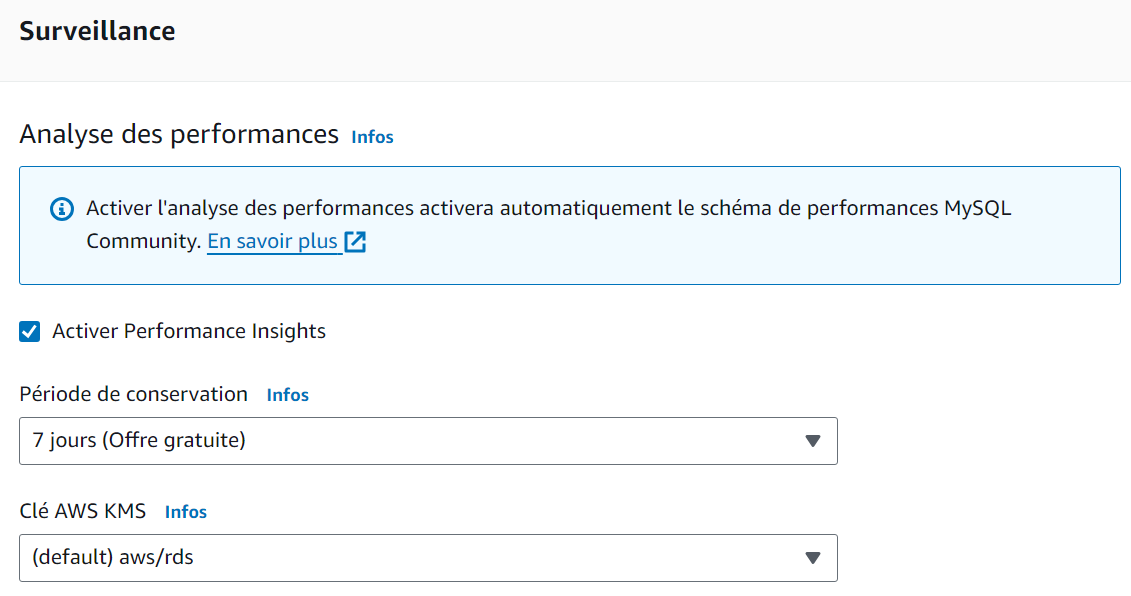 Surveillance
Analyse des performances Infos
Activer l'analyse des performances activera automatiquement le schéma de performances MySQL
Community. En savoir plus
Activer Performance Insights
Période de conservation Infos
7 jours (Offre gratuite)
Clé AWS KMS Infos
(default) aws/rds